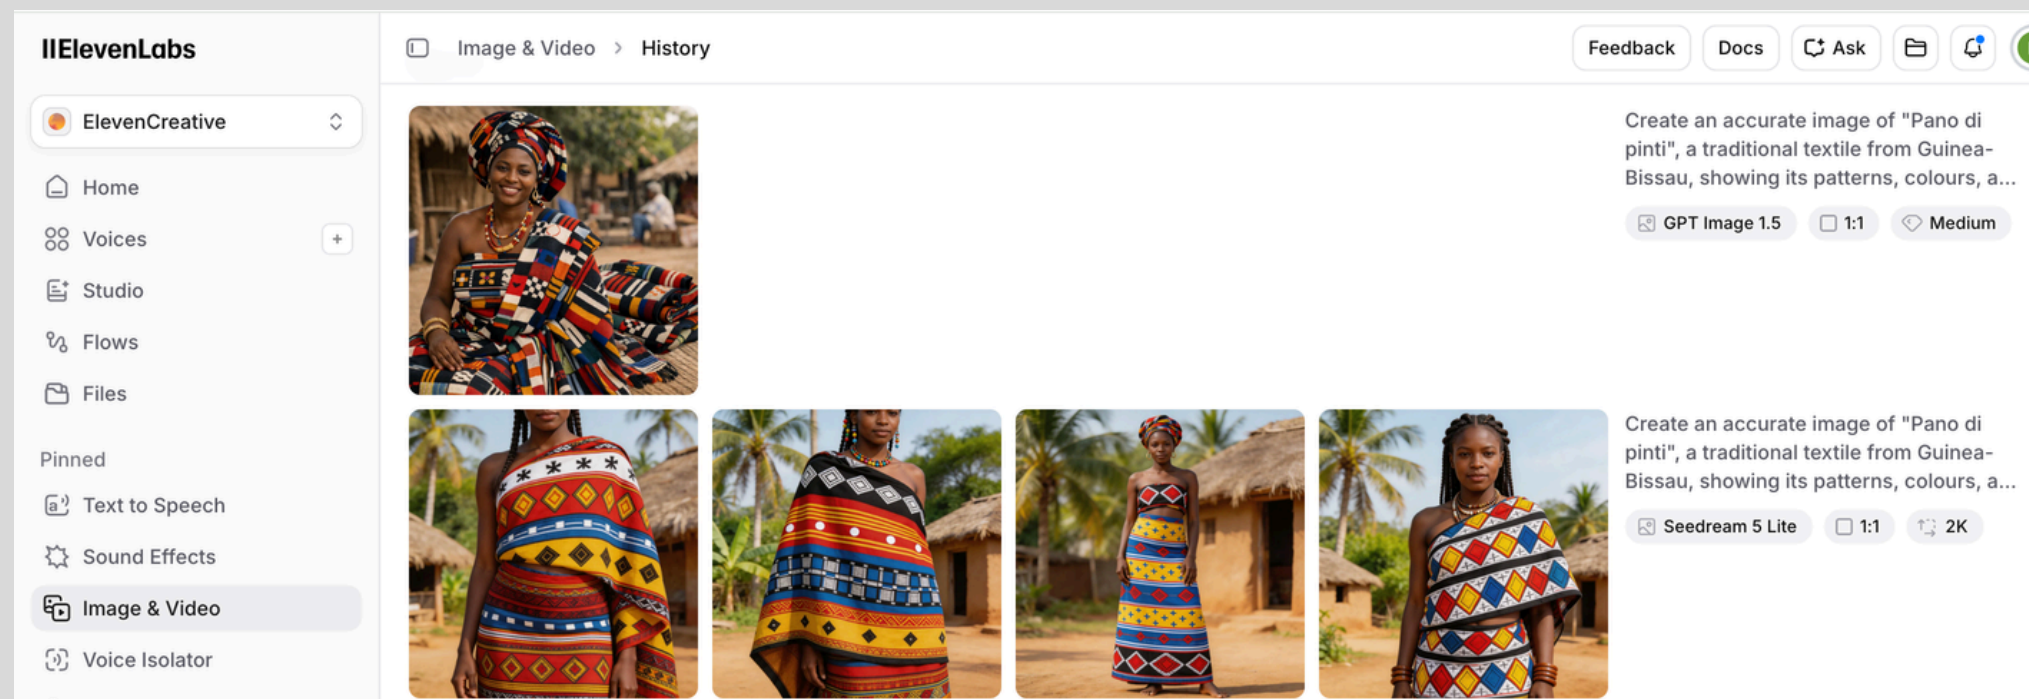 IIElevenLabs
ElevenCreative
Home
Voices
+
Studio
Flows
Files
Pinned
Text to Speech
Sound Effects
Image & Video
Voice Isolator
Image & Video > History
Feedback
Docs
Ask
Create an accurate image of "Pano di
pinti", a traditional textile from Guinea-
Bissau, showing its patterns, colours, a...
GPT Image 1.5
1:1
Medium
Create an accurate image of "Pano di
pinti", a traditional textile from Guinea-
Bissau, showing its patterns, colours, a...
Seedream 5 Lite
1:1
2K